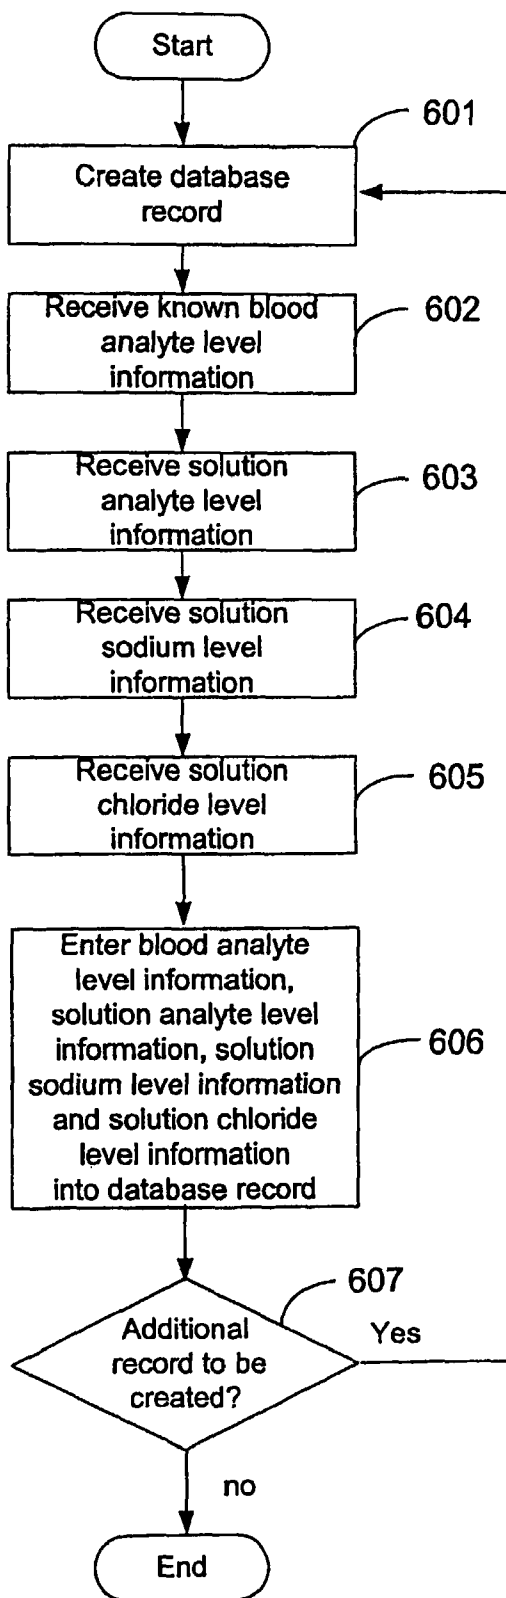 Start
601
Create database
record
602
Receive known blood
analyte level
information
603
Receive solution
analyte level
information
604
Receive solution
sodium level
information
605
Receive solution
chloride level
information
606
Enter blood analyte
level information,
solution analyte level
information, solution
sodium level information
and solution chloride
level information
into database record
607
Additional
record to be
created?
Yes
no
End